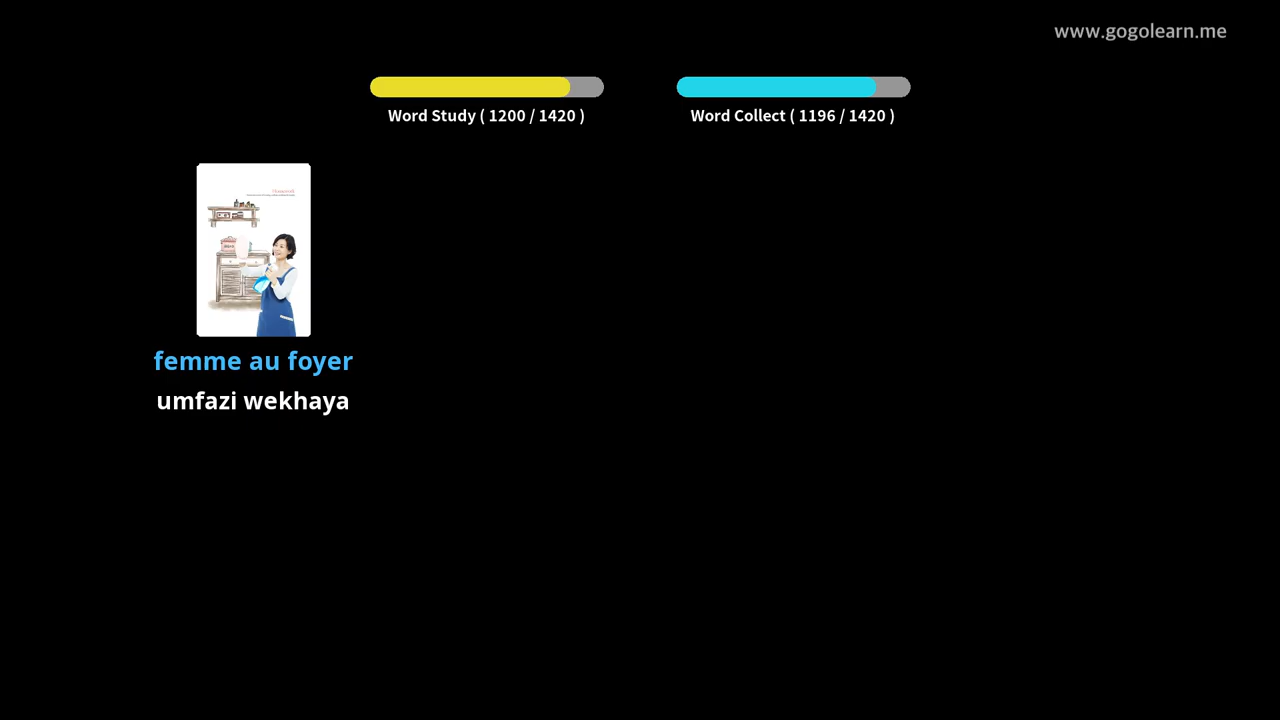 www.gogolearn.me
Word Study ( 1200 / 1420 )
Word Collect ( 1196 / 1420 )
femme au foyer
umfazi wekhaya